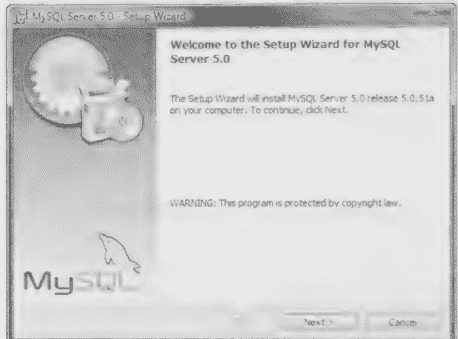 MySQL Server 5.0 - Setup Wizard
Welcome to the Setup Wizard for MySQL
Server 5.0
The Setup Wizard will install MySQL Server 5.0 release 5.0.51a
on your computer. To continue, click Next.
WARNING: This program is protected by copyright law.
MySQL
Next >
Cancel